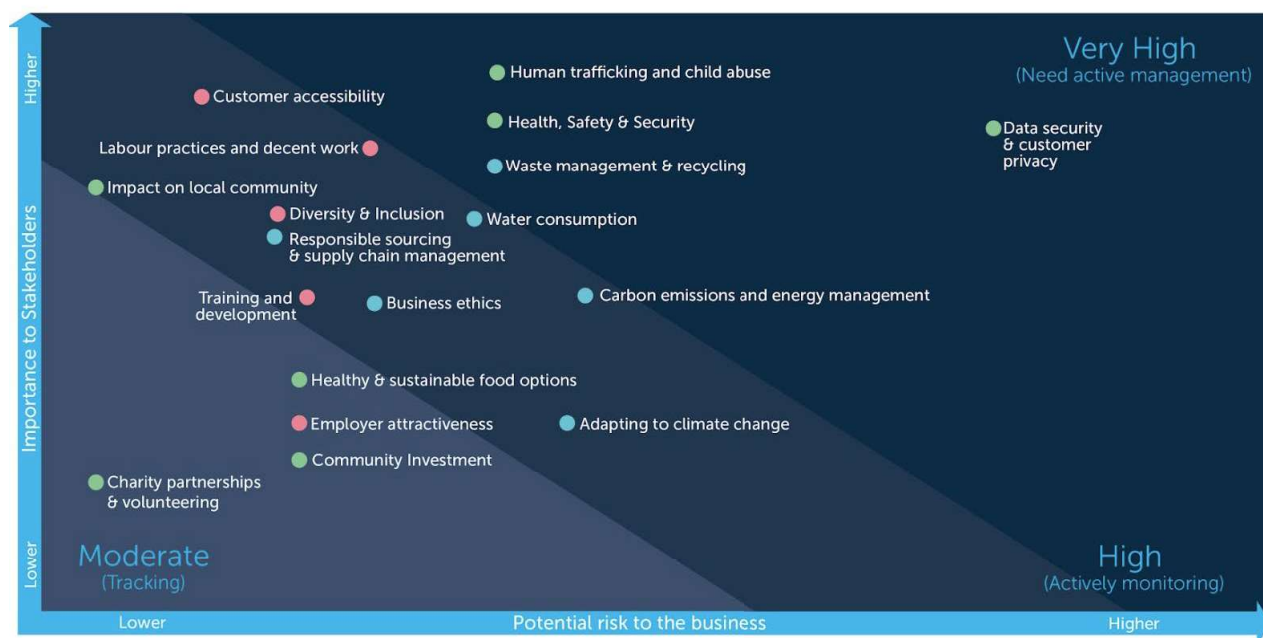 Higher
Importance to Stakeholders
Lower
Very High
(Need active management)
Human trafficking and child abuse
Customer accessibility
Health, Safety & Security
Data security
& customer
privacy
Labour practices and decent work
Waste management & recycling
Impact on local community
Diversity & Inclusion
Water consumption
Responsible sourcing
& supply chain management
Training and
development
Business ethics
Carbon emissions and energy management
Healthy & sustainable food options
Employer attractiveness
Adapting to climate change
Community Investment
Charity partnerships
& volunteering
Moderate
(Tracking)
High
(Actively monitoring)
Lower
Potential risk to the business
Higher